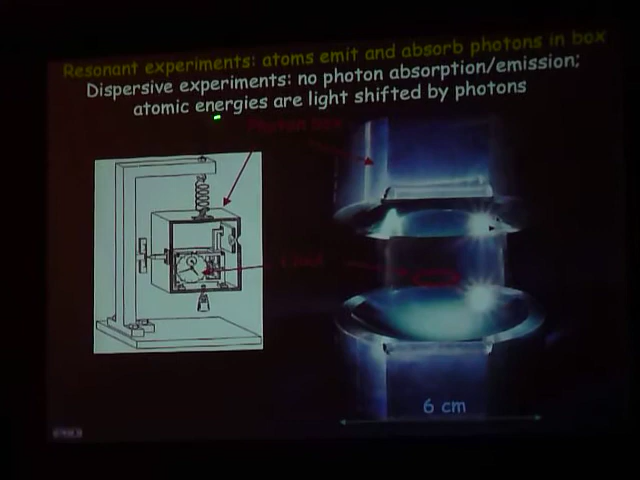 Resonant experiments: atoms emit and absorb photons in box
Dispersive experiments: no photon absorption/emission;
atomic energies are light shifted by photons
Photon box
6 cm